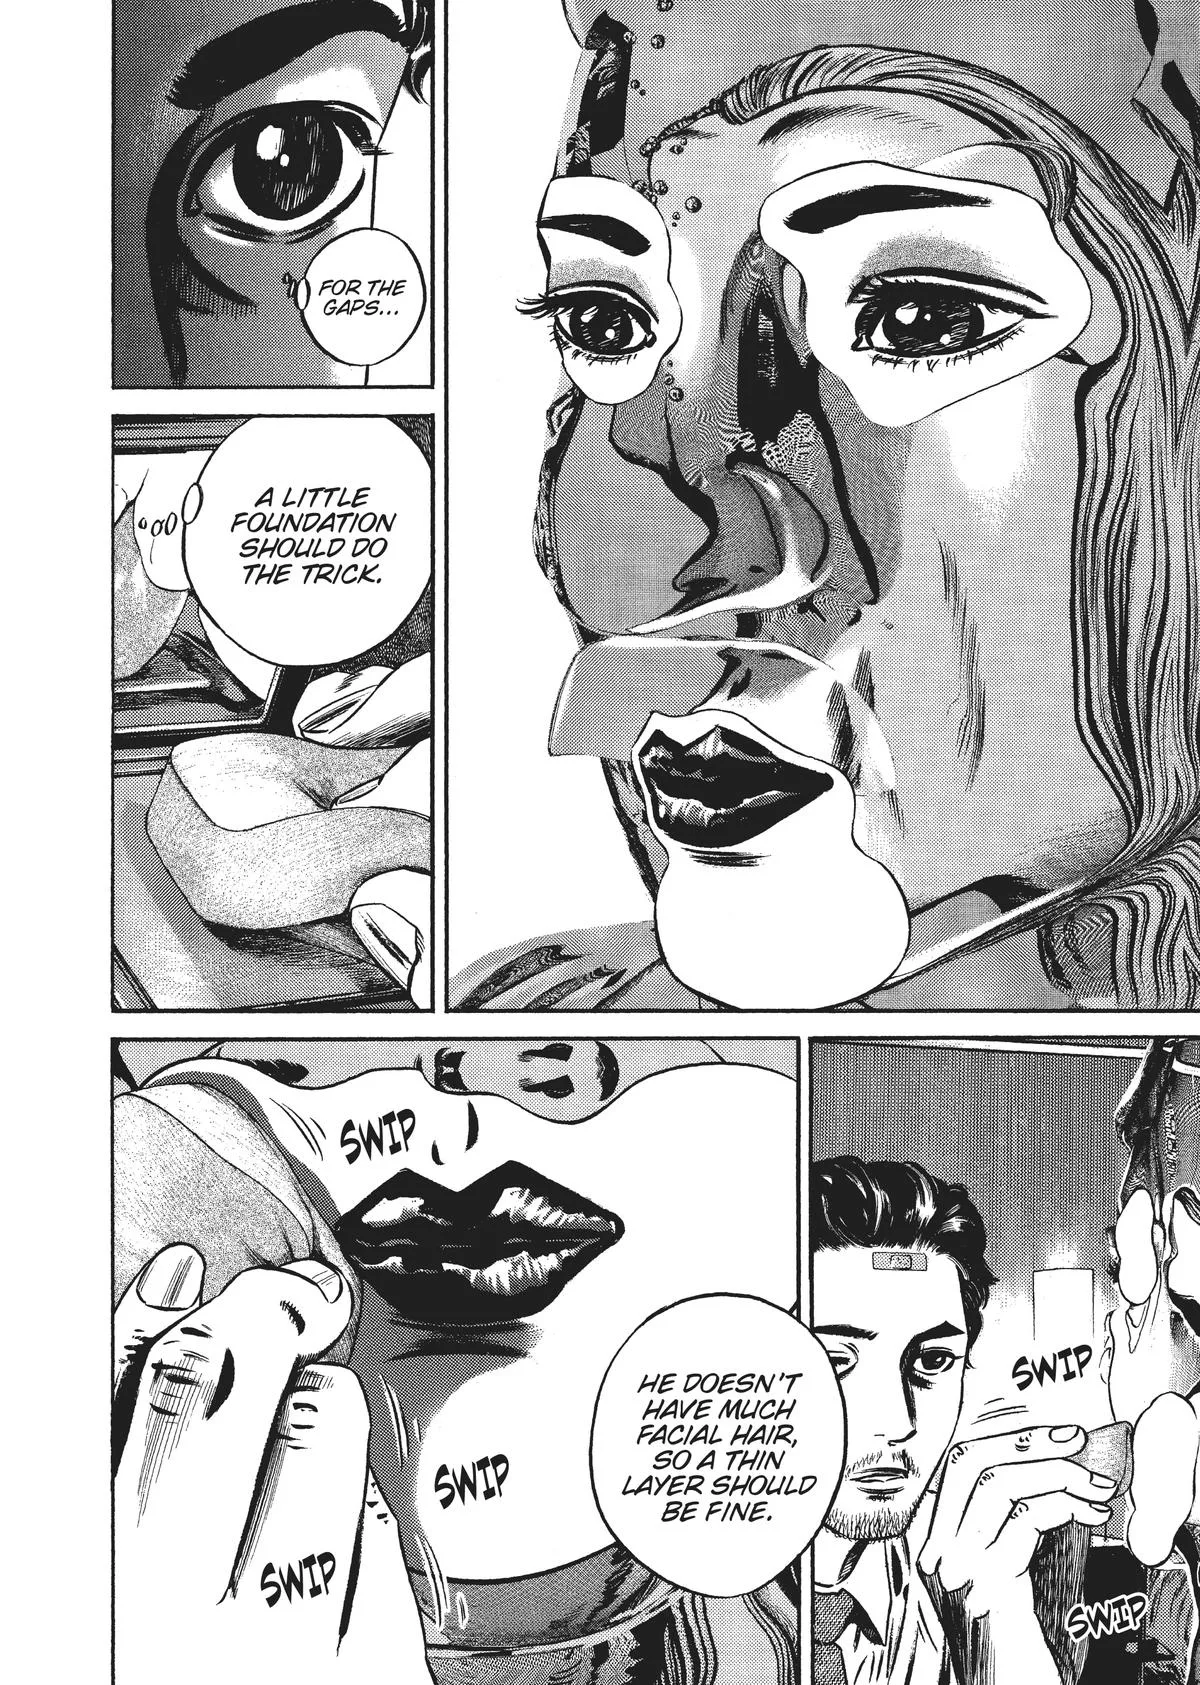 FOR THE
GAPS...
A LITTLE
FOUNDATION
SHOULD DO
THE TRICK.
SWIP
SWIP
SWIP
HE DOESN'T
HAVE MUCH
FACIAL HAIR,
SO A THIN
LAYER SHOULD
BE FINE.
SWIP
SWIP